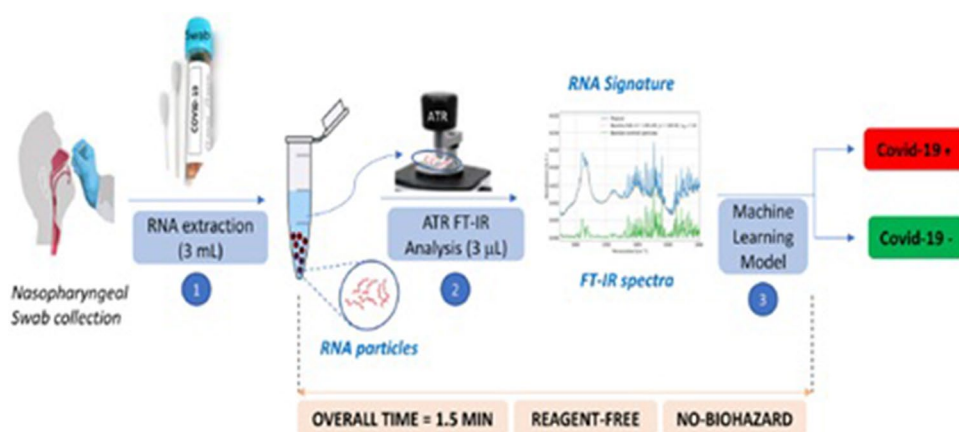 Swab
COVID-19
Nasopharyngeal
Swab collection
RNA extraction
(3 mL)
1
RNA particles
ATR
ATR FT-IR
Analysis (3 µL)
2
RNA Signature
FT-IR spectra
Machine
Learning
Model
3
Covid-19 +
Covid-19 -
OVERALL TIME = 1.5 MIN
REAGENT-FREE
NO-BIOHAZARD